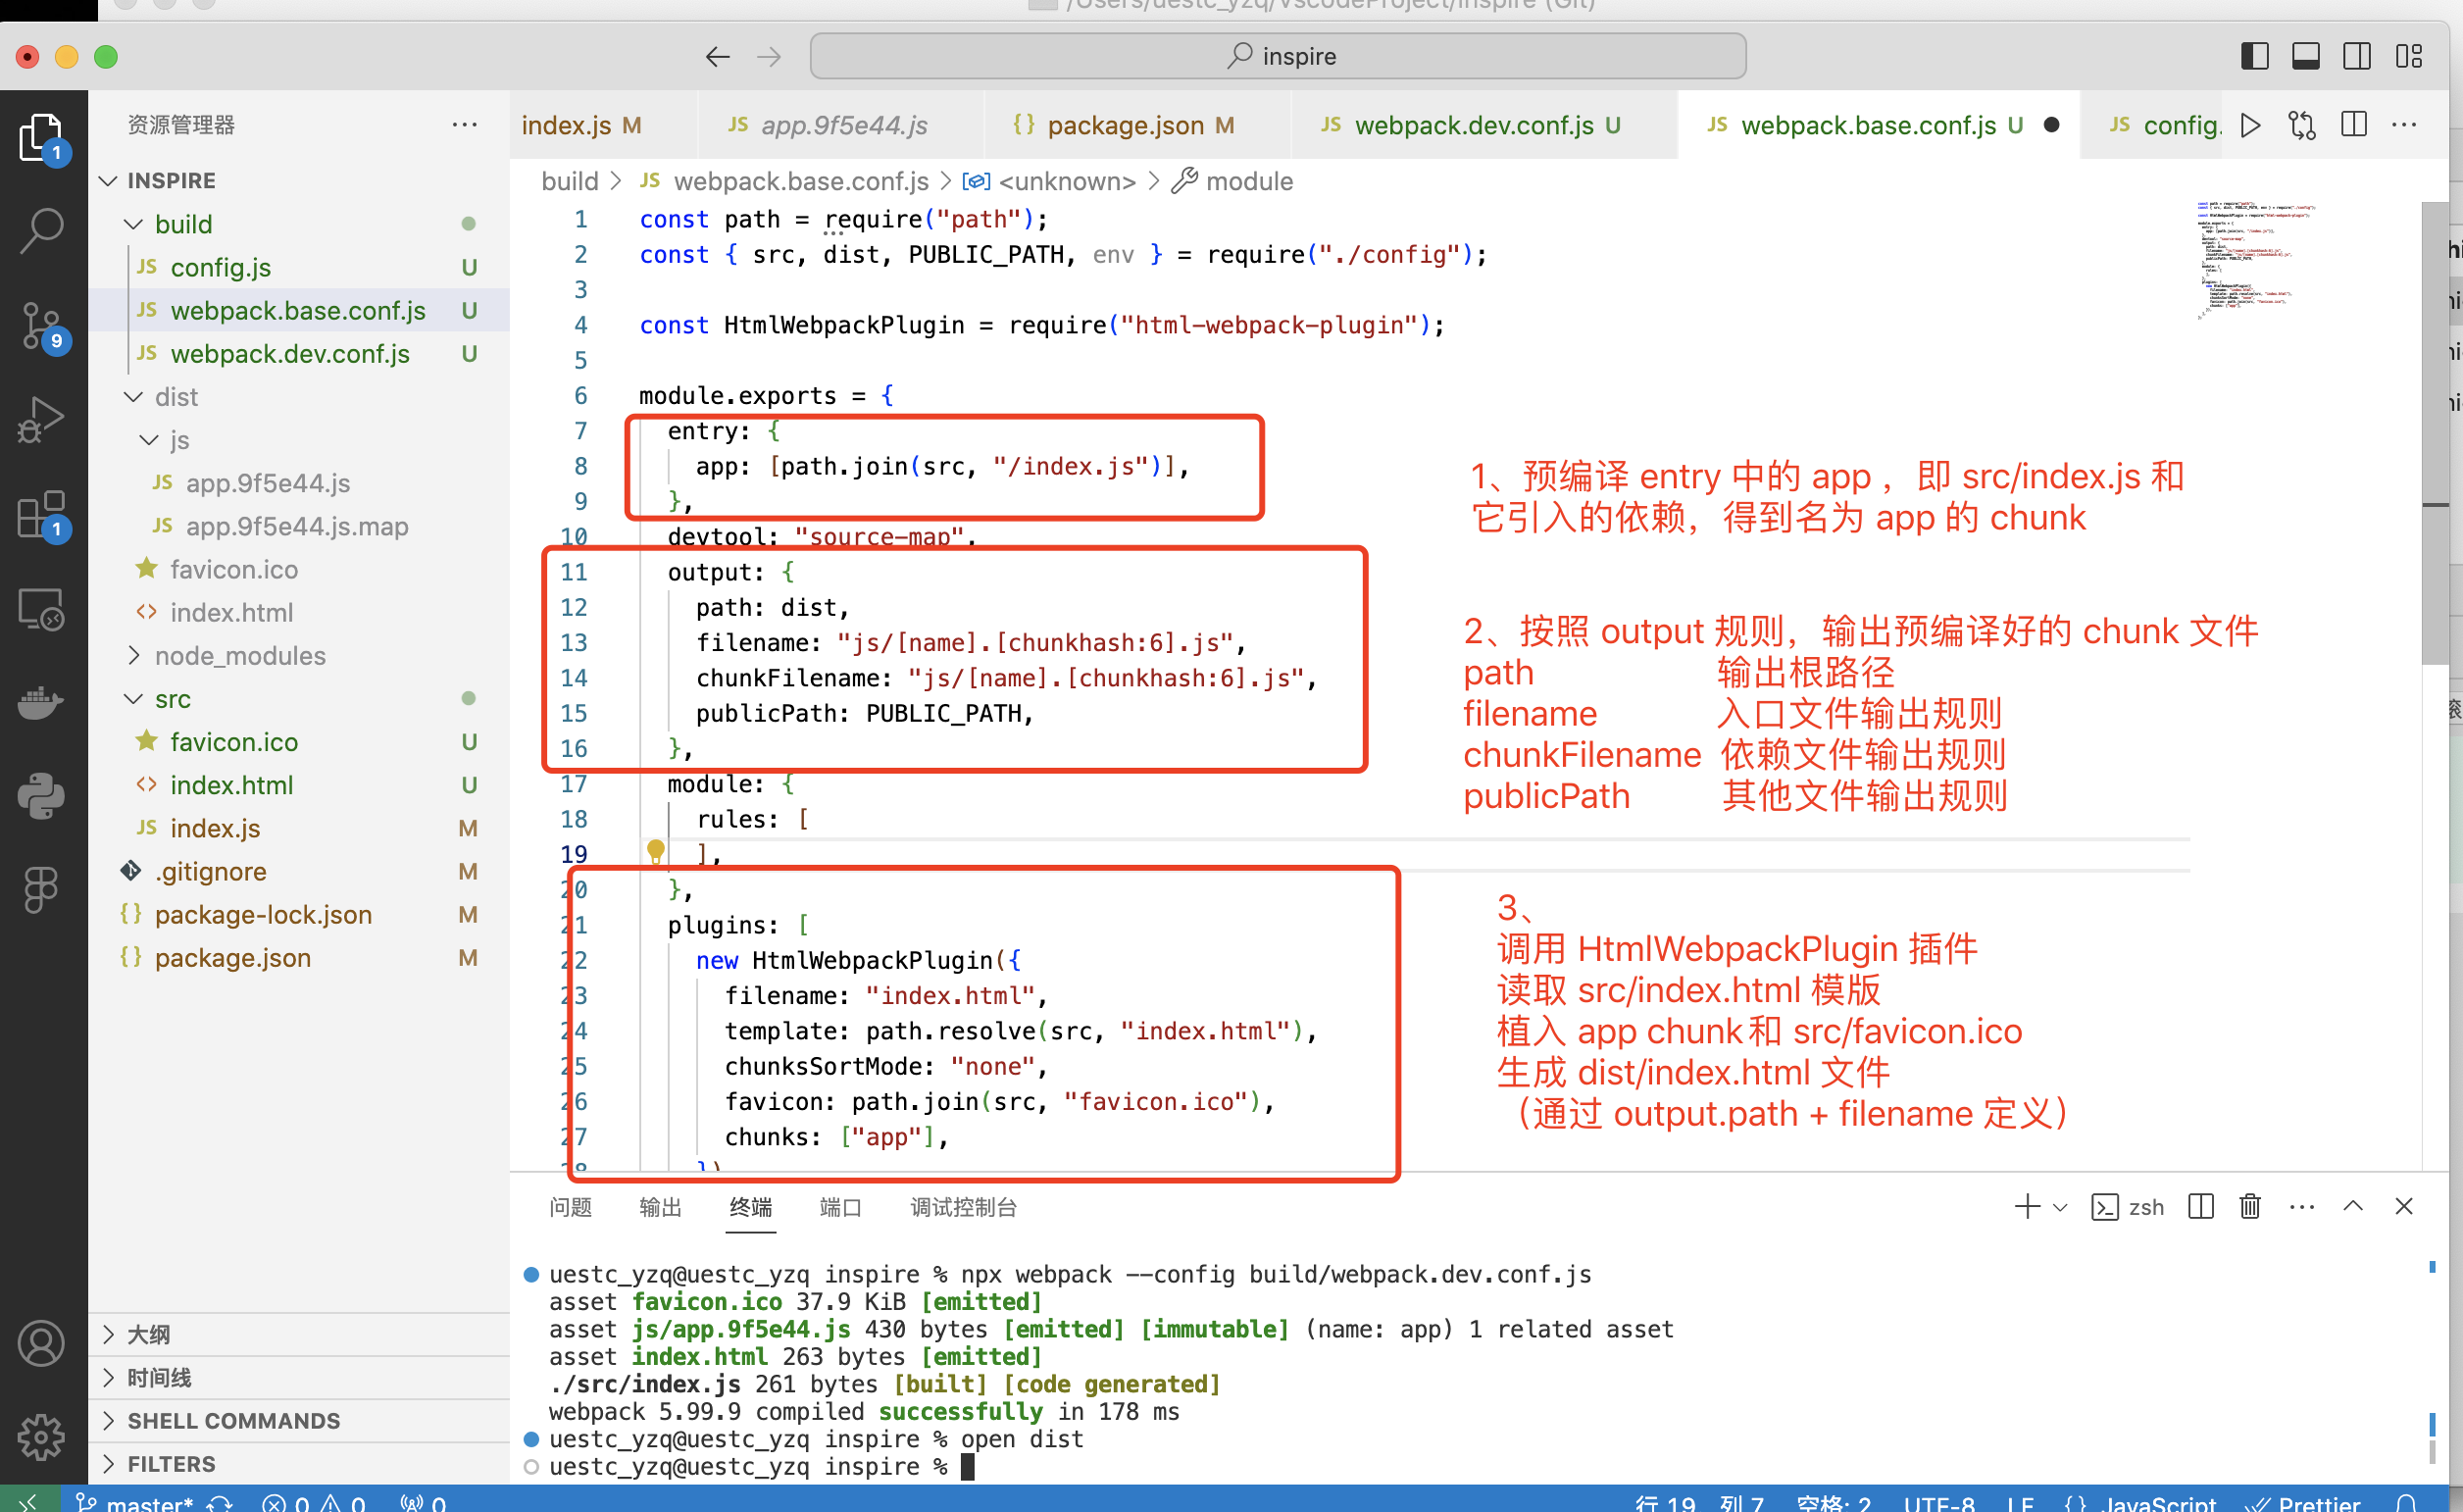 /Users/uestc_yzq/VscodeProject/inspire (Git)
inspire
资源管理器
INSPIRE
build
config.js U
webpack.base.conf.js U
webpack.dev.conf.js U
dist
js
app.9f5e44.js
app.9f5e44.js.map
favicon.ico
index.html
node_modules
src
favicon.ico U
index.html U
index.js M
.gitignore M
package-lock.json M
package.json M
大纲
时间线
SHELL COMMANDS
FILTERS
1
9
1
index.js M
JS app.9f5e44.js
{} package.json M
JS webpack.dev.conf.js U
JS webpack.base.conf.js U
JS config.
build > JS webpack.base.conf.js > <unknown> > module
1 const path = require("path");
2 const { src, dist, PUBLIC_PATH, env } = require("./config");
3
4 const HtmlWebpackPlugin = require("html-webpack-plugin");
5
6 module.exports = {
7 entry: {
8 app: [path.join(src, "/index.js")],
9 },
10 devtool: "source-map",
11 output: {
12 path: dist,
13 filename: "js/[name].[chunkhash:6].js",
14 chunkFilename: "js/[name].[chunkhash:6].js",
15 publicPath: PUBLIC_PATH,
16 },
17 module: {
18 rules: [
19 ],
20 },
21 plugins: [
22 new HtmlWebpackPlugin({
23 filename: "index.html",
24 template: path.resolve(src, "index.html"),
25 chunksSortMode: "none",
26 favicon: path.join(src, "favicon.ico"),
27 chunks: ["app"],
28 })
1、预编译 entry 中的 app ，即 src/index.js 和
它引入的依赖，得到名为 app 的 chunk
2、按照 output 规则，输出预编译好的 chunk 文件
path 输出根路径
filename 入口文件输出规则
chunkFilename 依赖文件输出规则
publicPath 其他文件输出规则
3、
调用 HtmlWebpackPlugin 插件
读取 src/index.html 模版
植入 app chunk和 src/favicon.ico
生成 dist/index.html 文件
（通过 output.path + filename 定义）
问题 输出 终端 端口 调试控制台
zsh
uestc_yzq@uestc_yzq inspire % npx webpack --config build/webpack.dev.conf.js
asset favicon.ico 37.9 KiB [emitted]
asset js/app.9f5e44.js 430 bytes [emitted] [immutable] (name: app) 1 related asset
asset index.html 263 bytes [emitted]
./src/index.js 261 bytes [built] [code generated]
webpack 5.99.9 compiled successfully in 178 ms
uestc_yzq@uestc_yzq inspire % open dist
uestc_yzq@uestc_yzq inspire %
master* 0 0 0
行 19 列 7 空格: 2 UTF-8 LF {} JavaScript Prettier